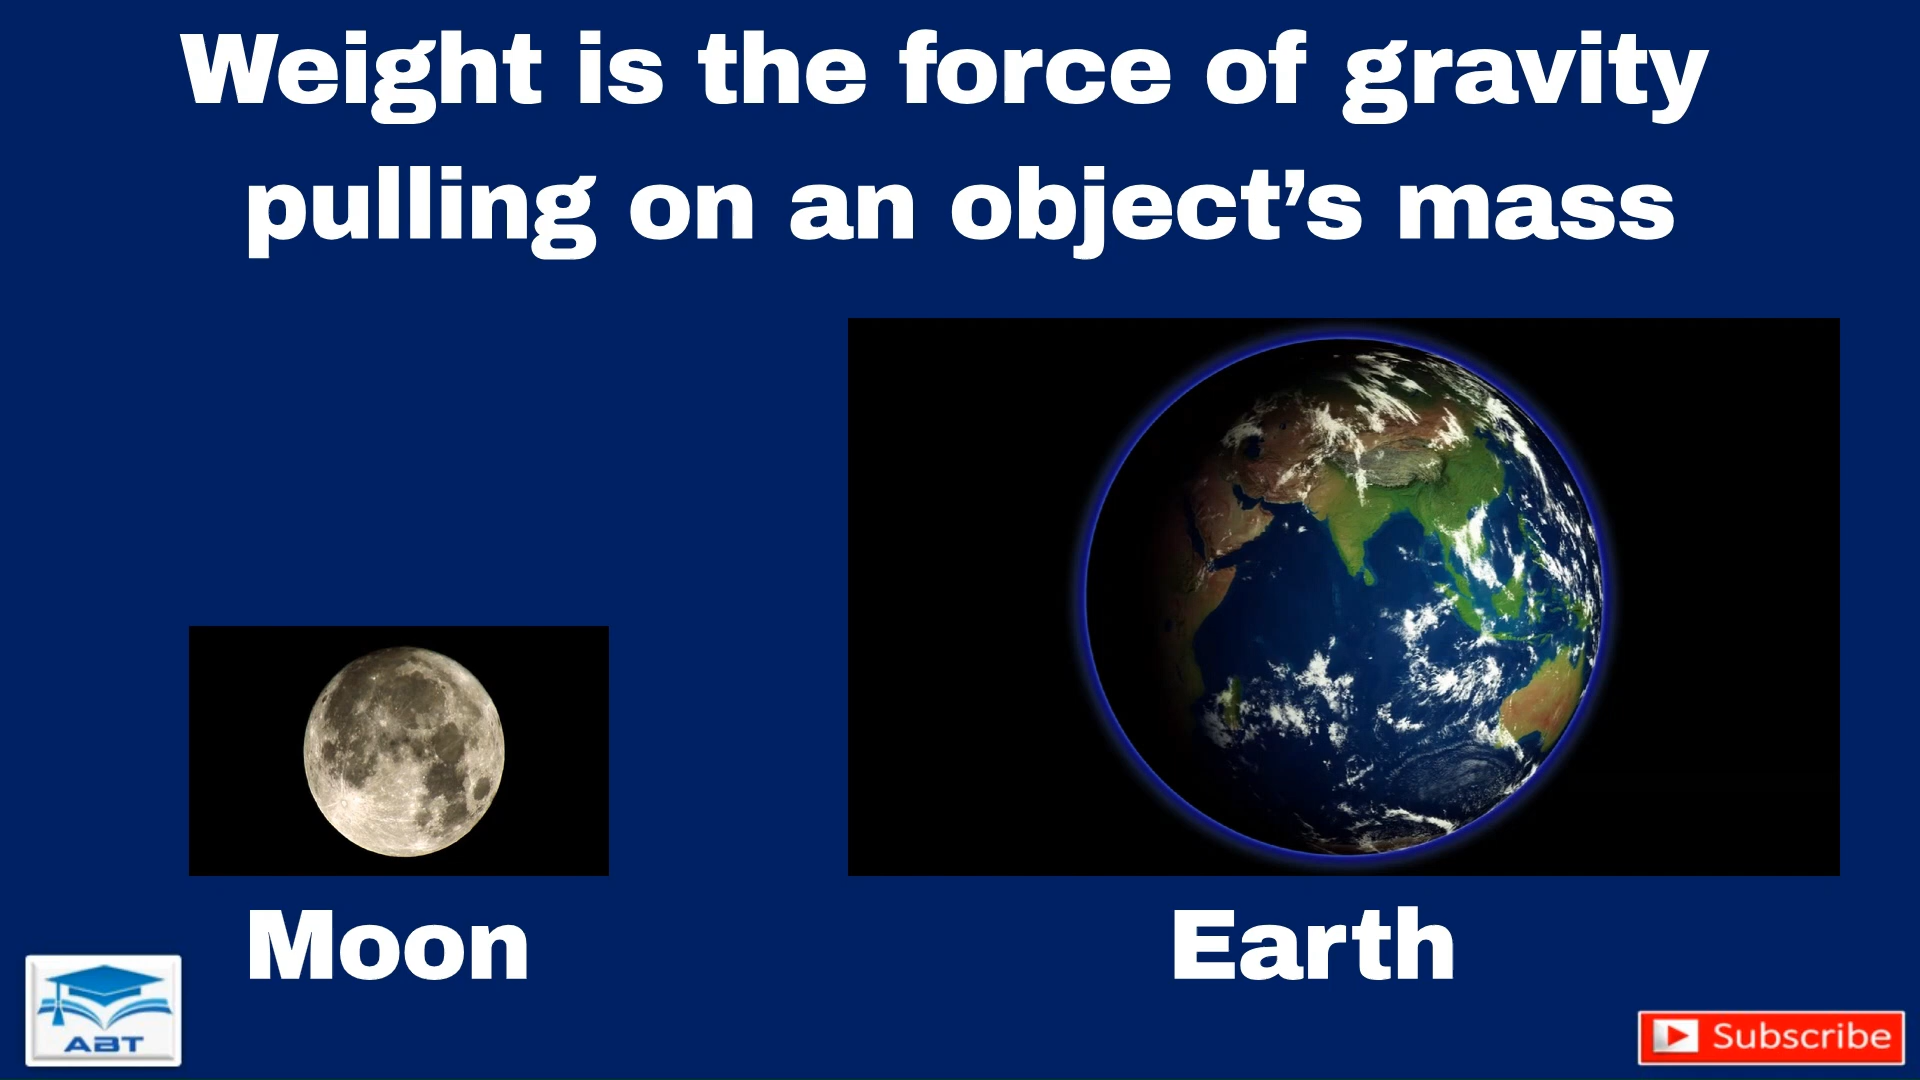 Weight is the force of gravity
pulling on an object’s mass
Moon
Earth
ABT
Subscribe